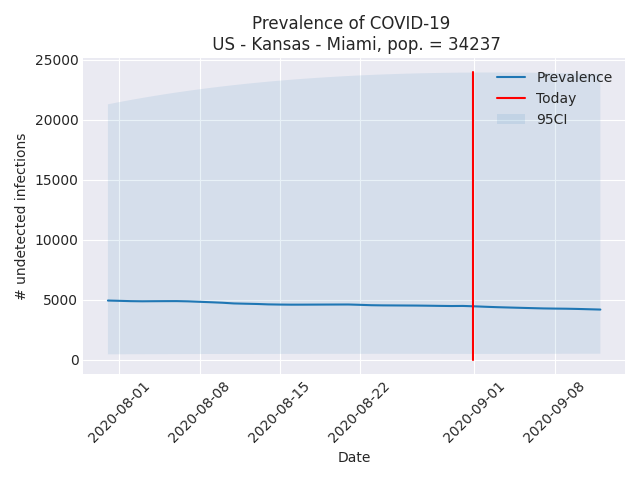 Prevalence of COVID-19
US - Kansas - Miami, pop. = 34237
25000
20000
15000
10000
5000
0
# undetected infections
Prevalence
Today
95CI
2020-08-01
2020-08-08
2020-08-15
2020-08-22
2020-09-01
2020-09-08
Date